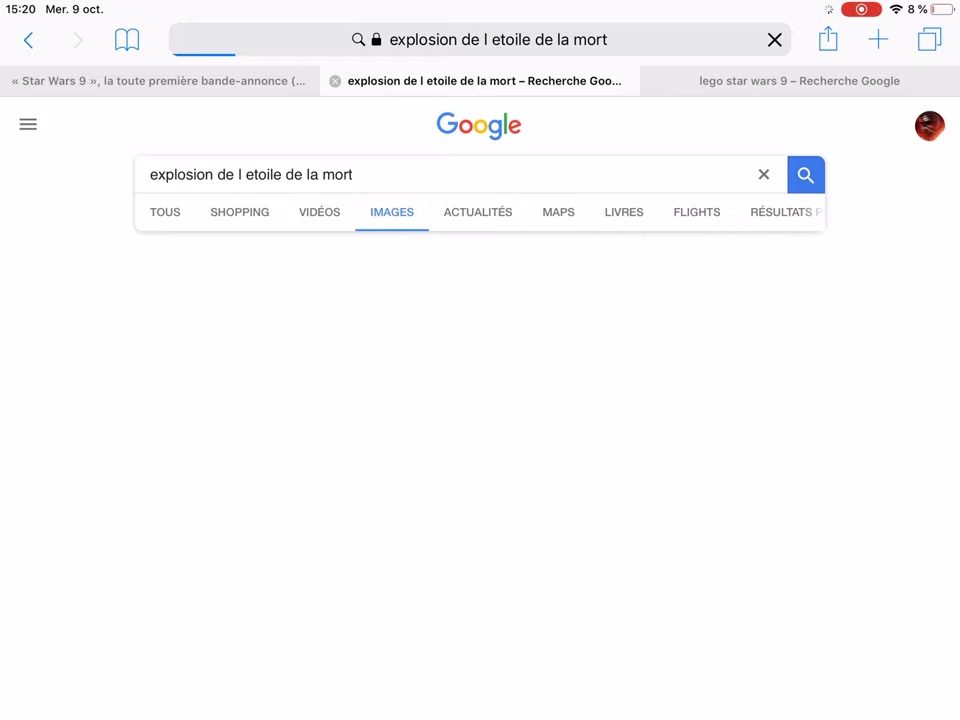 15:20 Mer. 9 oct. 8 %
explosion de l etoile de la mort
« Star Wars 9 », la toute première bande-annonce (... explosion de l etoile de la mort – Recherche Goo... lego star wars 9 – Recherche Google
Google
explosion de l etoile de la mort
TOUS SHOPPING VIDÉOS IMAGES ACTUALITÉS MAPS LIVRES FLIGHTS RÉSULTATS P